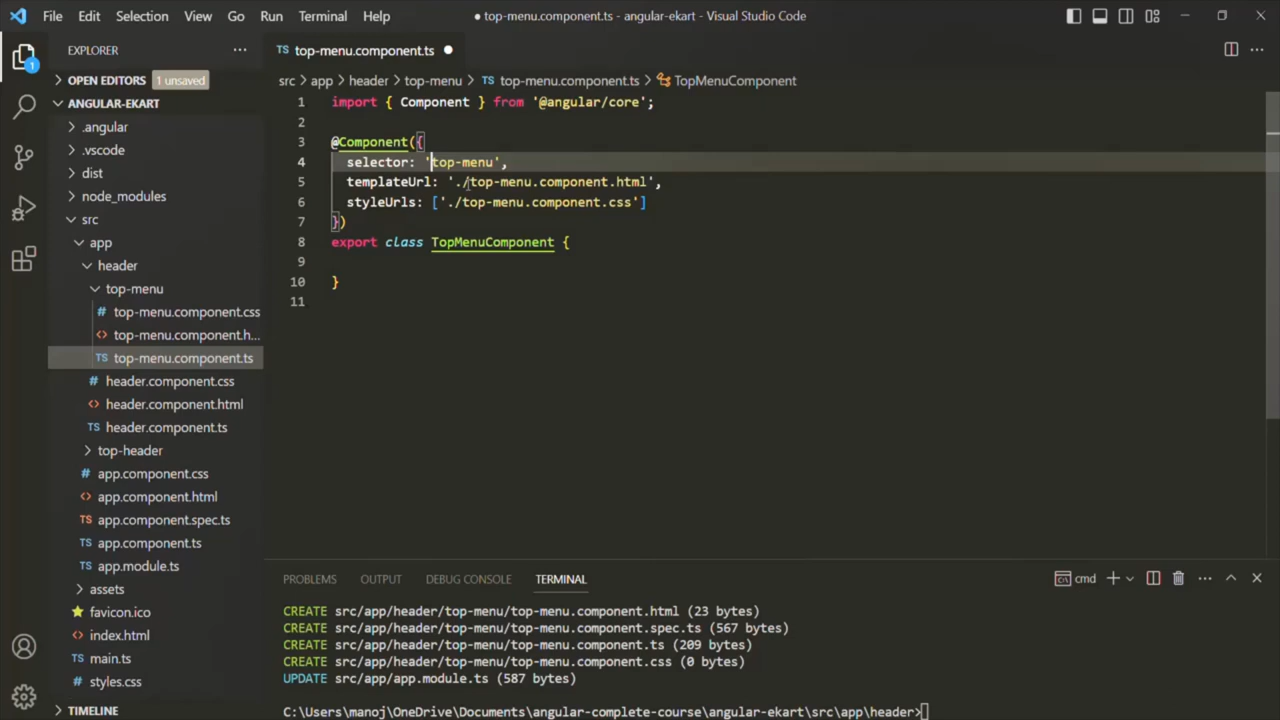 File Edit Selection View Go Run Terminal Help
● top-menu.component.ts - angular-ekart - Visual Studio Code
EXPLORER
OPEN EDITORS 1 unsaved
ANGULAR-EKART
.angular
.vscode
dist
node_modules
src
app
header
top-menu
# top-menu.component.css
<> top-menu.component.h...
TS top-menu.component.ts
# header.component.css
<> header.component.html
TS header.component.ts
top-header
# app.component.css
<> app.component.html
TS app.component.spec.ts
TS app.component.ts
TS app.module.ts
assets
favicon.ico
index.html
TS main.ts
# styles.css
TIMELINE
1
TS top-menu.component.ts ●
src > app > header > top-menu > TS top-menu.component.ts > TopMenuComponent
1 import { Component } from '@angular/core';
2
3 @Component({
4 selector: 'top-menu',
5 templateUrl: './top-menu.component.html',
6 styleUrls: ['./top-menu.component.css']
7 })
8 export class TopMenuComponent {
9
10 }
11
PROBLEMS OUTPUT DEBUG CONSOLE TERMINAL
cmd
CREATE src/app/header/top-menu/top-menu.component.html (23 bytes)
CREATE src/app/header/top-menu/top-menu.component.spec.ts (567 bytes)
CREATE src/app/header/top-menu/top-menu.component.ts (209 bytes)
CREATE src/app/header/top-menu/top-menu.component.css (0 bytes)
UPDATE src/app/app.module.ts (587 bytes)
C:\Users\manoj\OneDrive\Documents\angular-complete-course\angular-ekart\src\app\header>